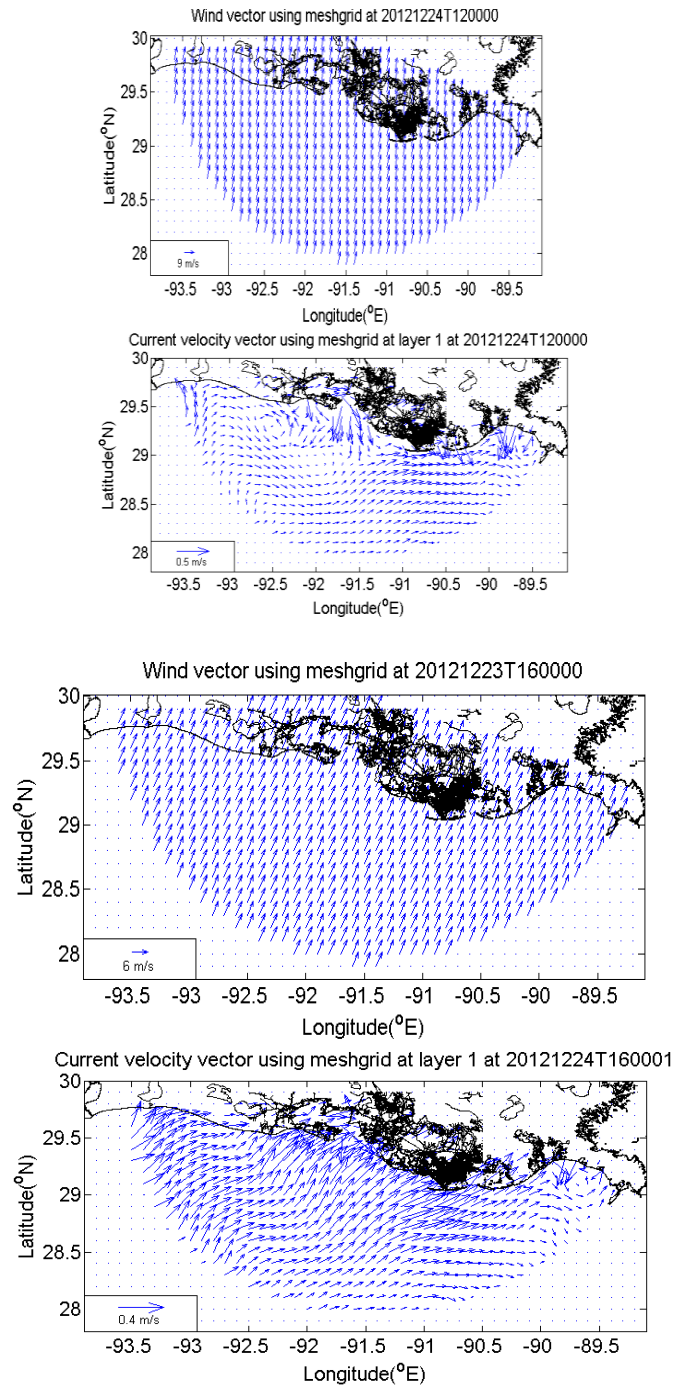 Wind vector using meshgrid at 20121224T120000
30
29.5
29
28.5
28
Latitude(°N)
9 m/s
-93.5 -93 -92.5 -92 -91.5 -91 -90.5 -90 -89.5
Longitude(°E)
Current velocity vector using meshgrid at layer 1 at 20121224T120000
30
29.5
29
28.5
28
Latitude(°N)
0.5 m/s
-93.5 -93 -92.5 -92 -91.5 -91 -90.5 -90 -89.5
Longitude(°E)
Wind vector using meshgrid at 20121223T160000
30
29.5
29
28.5
28
Latitude(°N)
6 m/s
-93.5 -93 -92.5 -92 -91.5 -91 -90.5 -90 -89.5
Longitude(°E)
Current velocity vector using meshgrid at layer 1 at 20121224T160001
30
29.5
29
28.5
28
Latitude(°N)
0.4 m/s
-93.5 -93 -92.5 -92 -91.5 -91 -90.5 -90 -89.5
Longitude(°E)